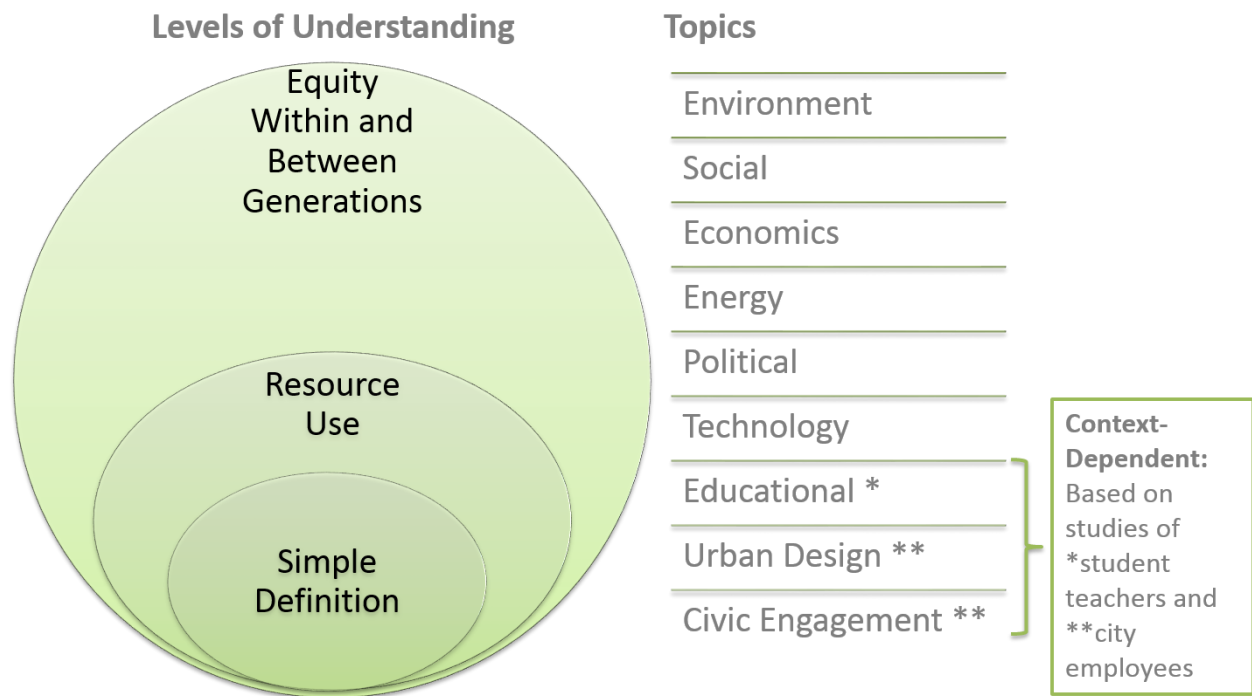 Levels of Understanding
Equity
Within and
Between
Generations
Resource
Use
Simple
Definition
Topics
Environment
Social
Economics
Energy
Political
Technology
Educational *
Urban Design **
Civic Engagement **
Context-
Dependent:
Based on
studies of
*student
teachers and
**city
employees